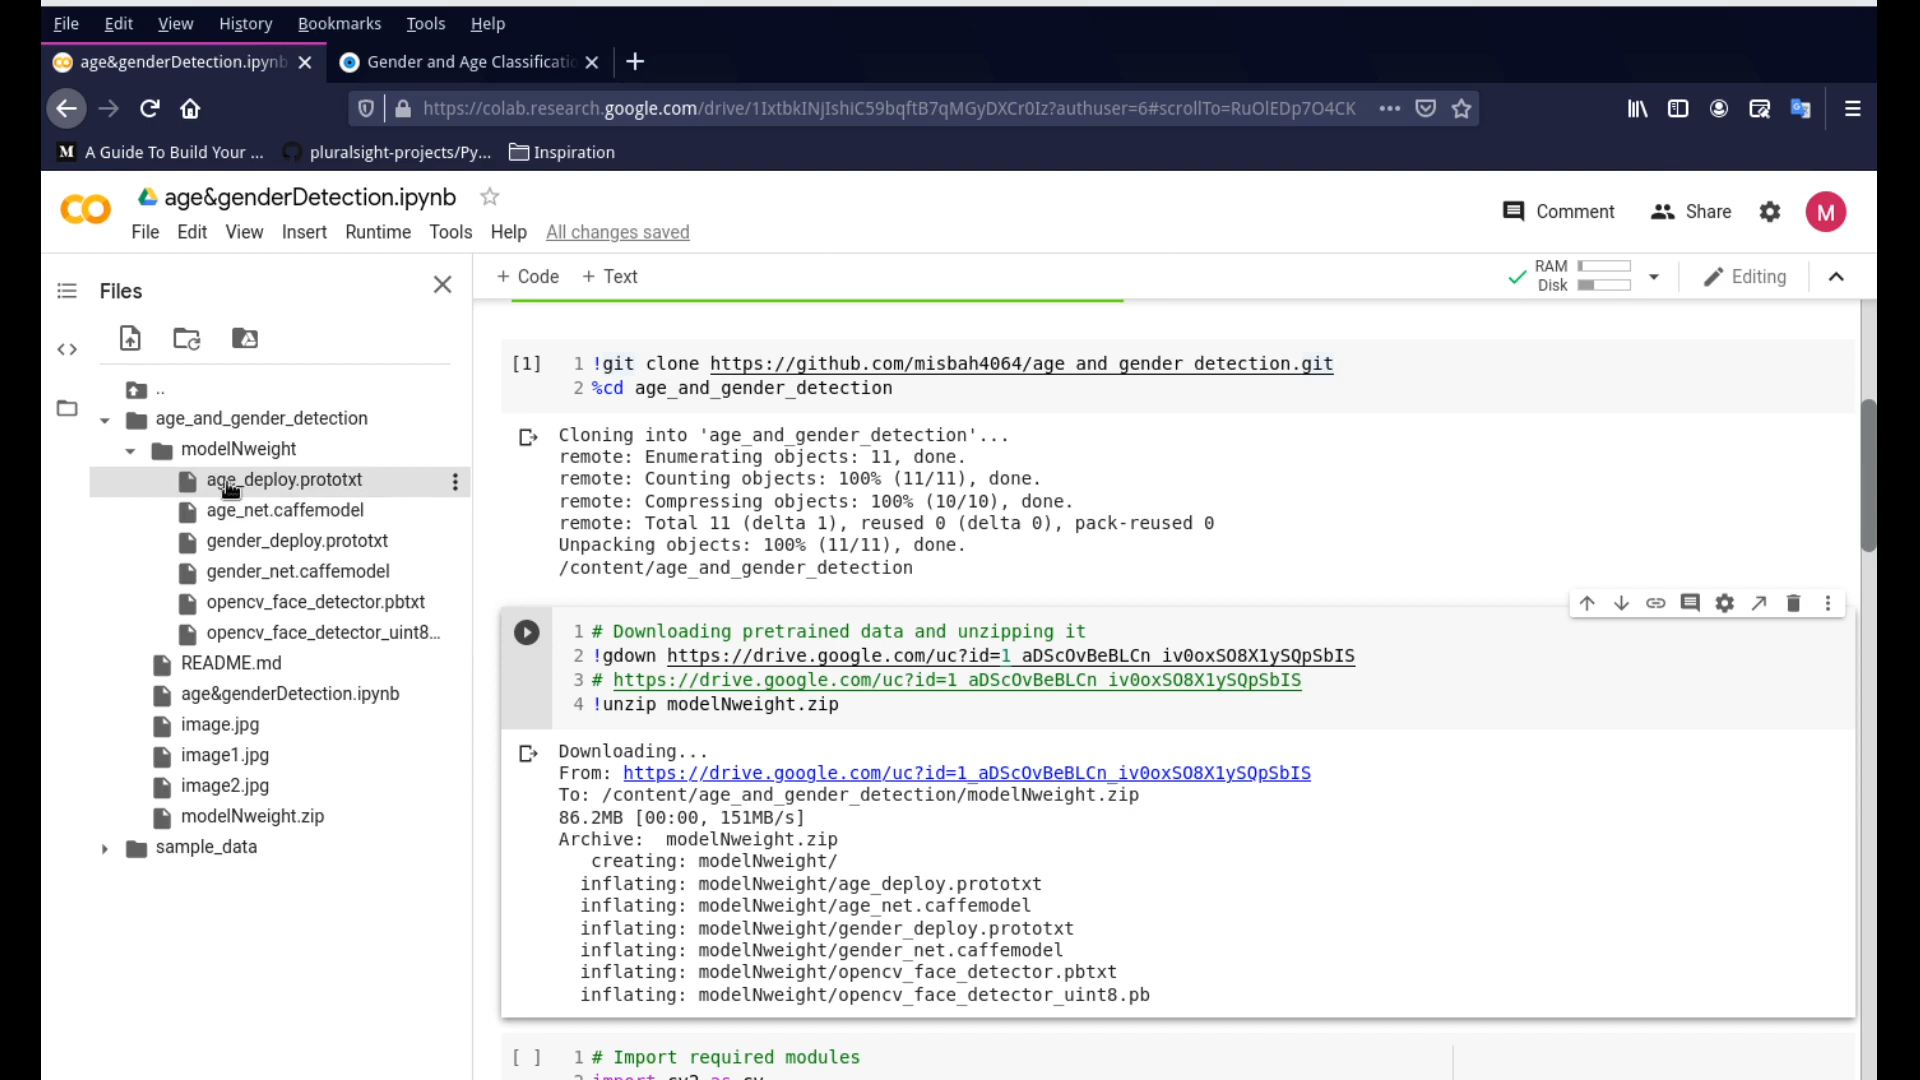 File Edit View History Bookmarks Tools Help
age&genderDetection.ipynb Gender and Age Classificati
https://colab.research.google.com/drive/1IxtbkINJIshiC59bqftB7qMGyDXCr0Iz?authuser=6#scrollTo=RuOlEDp7O4CK
M A Guide To Build Your ... pluralsight-projects/Py... Inspiration
age&genderDetection.ipynb
Comment Share M
File Edit View Insert Runtime Tools Help All changes saved
Files
+ Code + Text
RAM
Disk
Editing
..
age_and_gender_detection
modelNweight
age_deploy.prototxt
age_net.caffemodel
gender_deploy.prototxt
gender_net.caffemodel
opencv_face_detector.pbtxt
opencv_face_detector_uint8...
README.md
age&genderDetection.ipynb
image.jpg
image1.jpg
image2.jpg
modelNweight.zip
sample_data
[1] 1 !git clone https://github.com/misbah4064/age_and_gender_detection.git
2 %cd age_and_gender_detection
Cloning into 'age_and_gender_detection'...
remote: Enumerating objects: 11, done.
remote: Counting objects: 100% (11/11), done.
remote: Compressing objects: 100% (10/10), done.
remote: Total 11 (delta 1), reused 0 (delta 0), pack-reused 0
Unpacking objects: 100% (11/11), done.
/content/age_and_gender_detection
1 # Downloading pretrained data and unzipping it
2 !gdown https://drive.google.com/uc?id=1_aDScOvBeBLCn_iv0oxSO8X1ySQpSbIS
3 # https://drive.google.com/uc?id=1_aDScOvBeBLCn_iv0oxSO8X1ySQpSbIS
4 !unzip modelNweight.zip
Downloading...
From: https://drive.google.com/uc?id=1_aDScOvBeBLCn_iv0oxSO8X1ySQpSbIS
To: /content/age_and_gender_detection/modelNweight.zip
86.2MB [00:00, 151MB/s]
Archive: modelNweight.zip
creating: modelNweight/
inflating: modelNweight/age_deploy.prototxt
inflating: modelNweight/age_net.caffemodel
inflating: modelNweight/gender_deploy.prototxt
inflating: modelNweight/gender_net.caffemodel
inflating: modelNweight/opencv_face_detector.pbtxt
inflating: modelNweight/opencv_face_detector_uint8.pb
[ ] 1 # Import required modules
2 import cv2 as cv